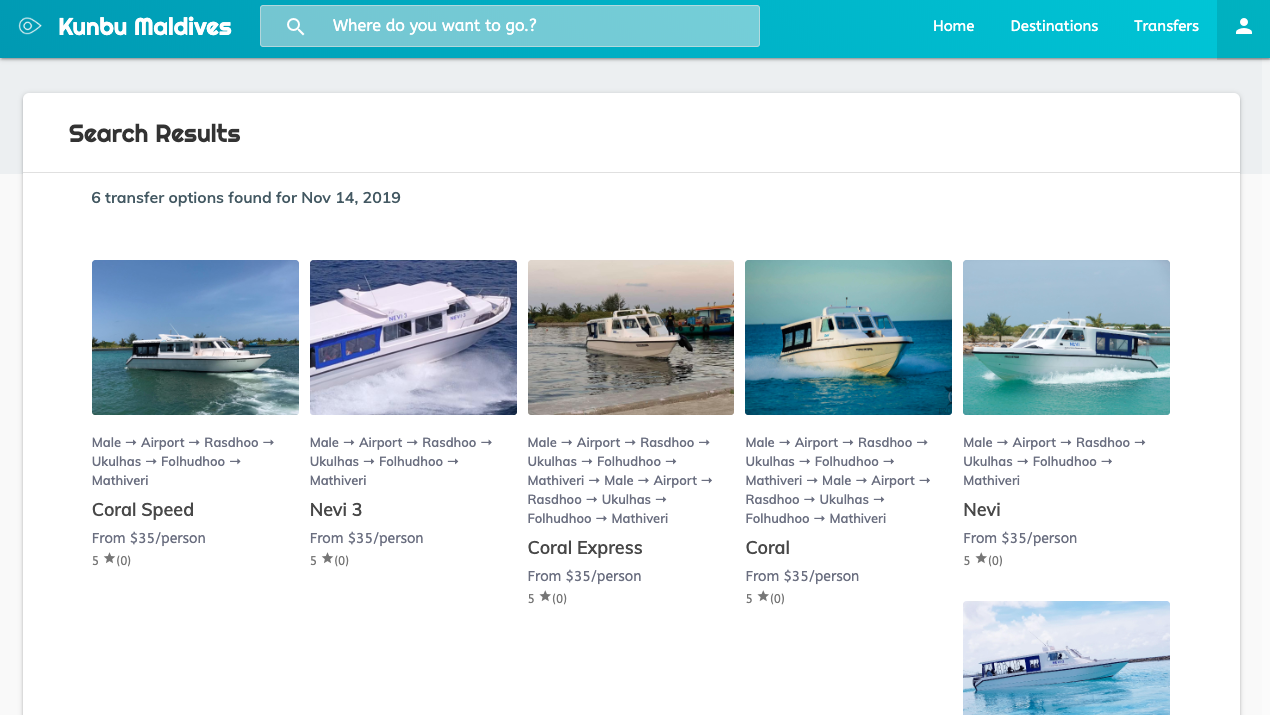 Kunbu Maldives
Where do you want to go.?
Home
Destinations
Transfers
Search Results
6 transfer options found for Nov 14, 2019
NEVI 3
NEVI 3
NEVI
Male → Airport → Rasdhoo →
Ukulhas → Folhudhoo →
Mathiveri
Coral Speed
From $35/person
5 ★(0)
Male → Airport → Rasdhoo →
Ukulhas → Folhudhoo →
Mathiveri
Nevi 3
From $35/person
5 ★(0)
Male → Airport → Rasdhoo →
Ukulhas → Folhudhoo →
Mathiveri → Male → Airport →
Rasdhoo → Ukulhas →
Folhudhoo → Mathiveri
Coral Express
From $35/person
5 ★(0)
Male → Airport → Rasdhoo →
Ukulhas → Folhudhoo →
Mathiveri → Male → Airport →
Rasdhoo → Ukulhas →
Folhudhoo → Mathiveri
Coral
From $35/person
5 ★(0)
Male → Airport → Rasdhoo →
Ukulhas → Folhudhoo →
Mathiveri
Nevi
From $35/person
5 ★(0)